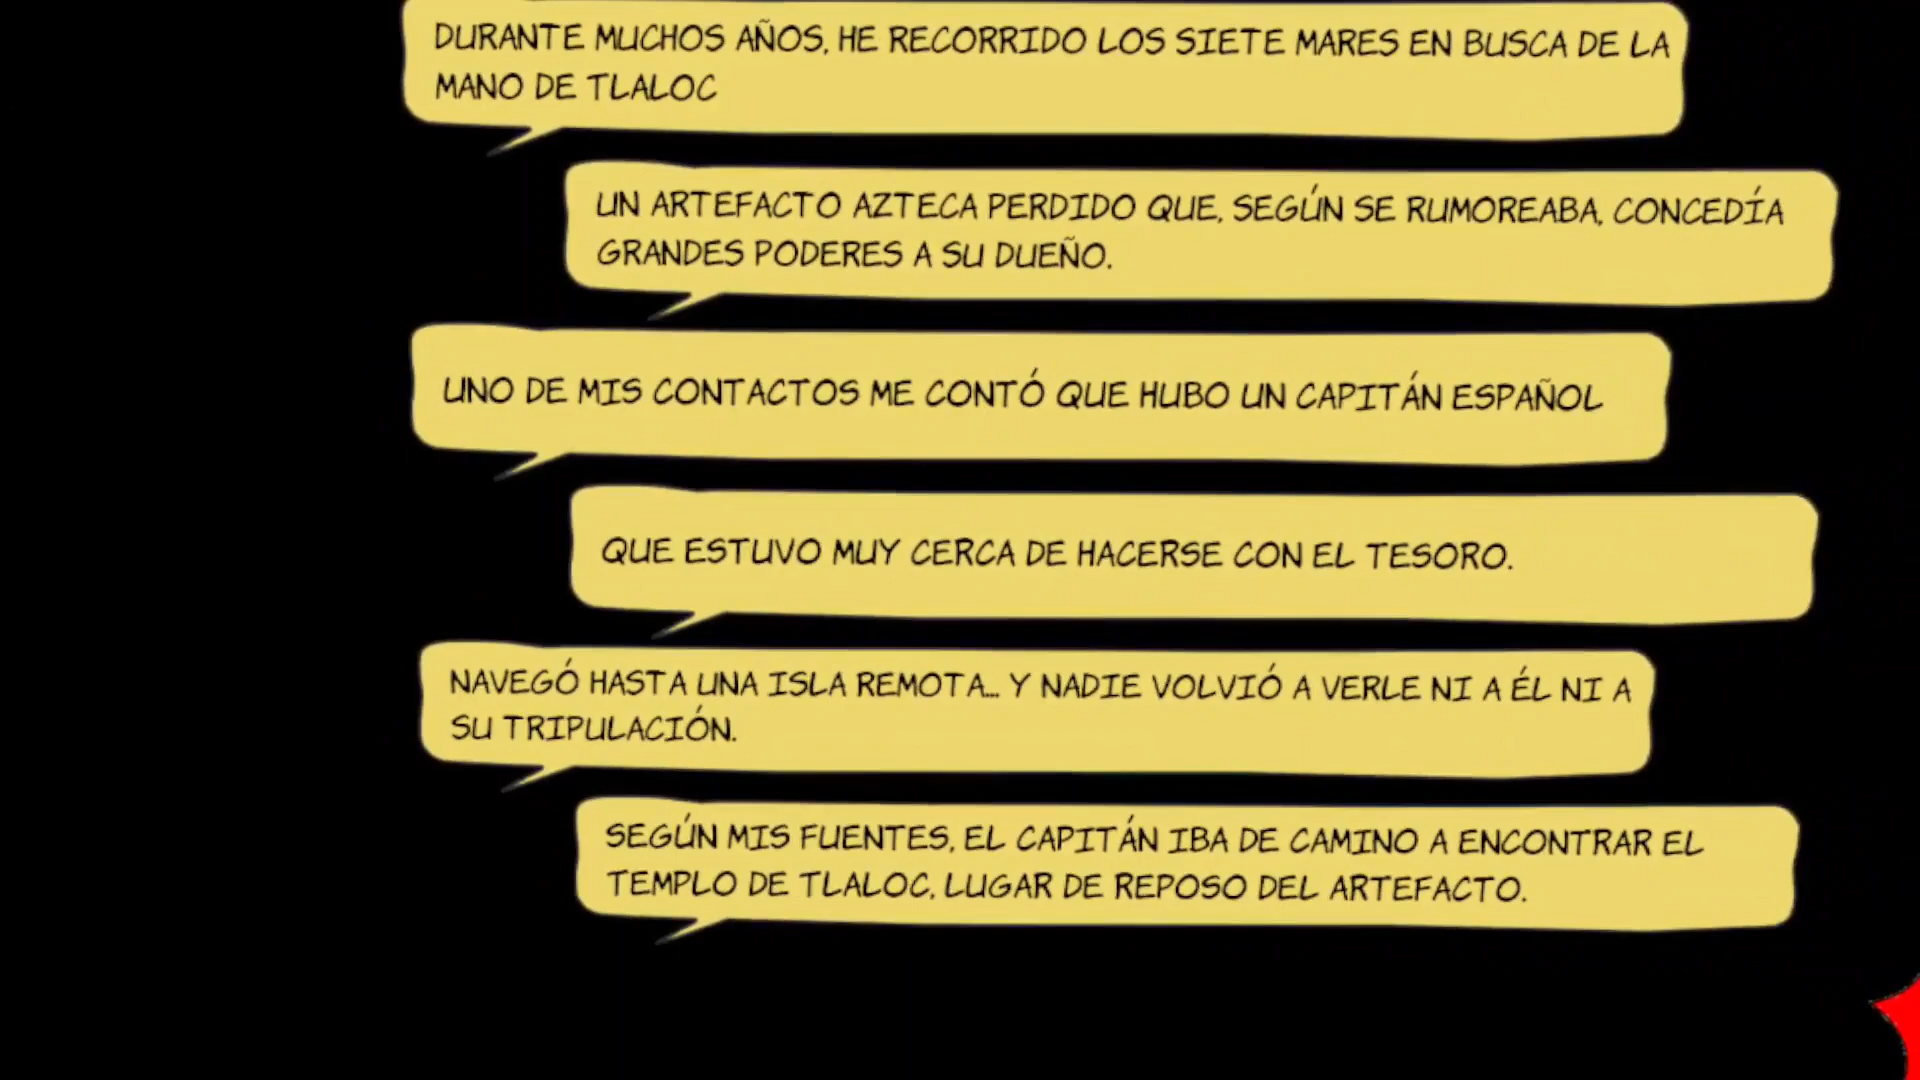 DURANTE MUCHOS AÑOS, HE RECORRIDO LOS SIETE MARES EN BUSCA DE LA
MANO DE TLALOC
UN ARTEFACTO AZTECA PERDIDO QUE, SEGÚN SE RUMOREABA, CONCEDÍA
GRANDES PODERES A SU DUEÑO.
UNO DE MIS CONTACTOS ME CONTÓ QUE HUBO UN CAPITÁN ESPAÑOL
QUE ESTUVO MUY CERCA DE HACERSE CON EL TESORO.
NAVEGÓ HASTA UNA ISLA REMOTA... Y NADIE VOLVIÓ A VERLE NI A ÉL NI A
SU TRIPULACIÓN.
SEGÚN MIS FUENTES, EL CAPITÁN IBA DE CAMINO A ENCONTRAR EL
TEMPLO DE TLALOC, LUGAR DE REPOSO DEL ARTEFACTO.